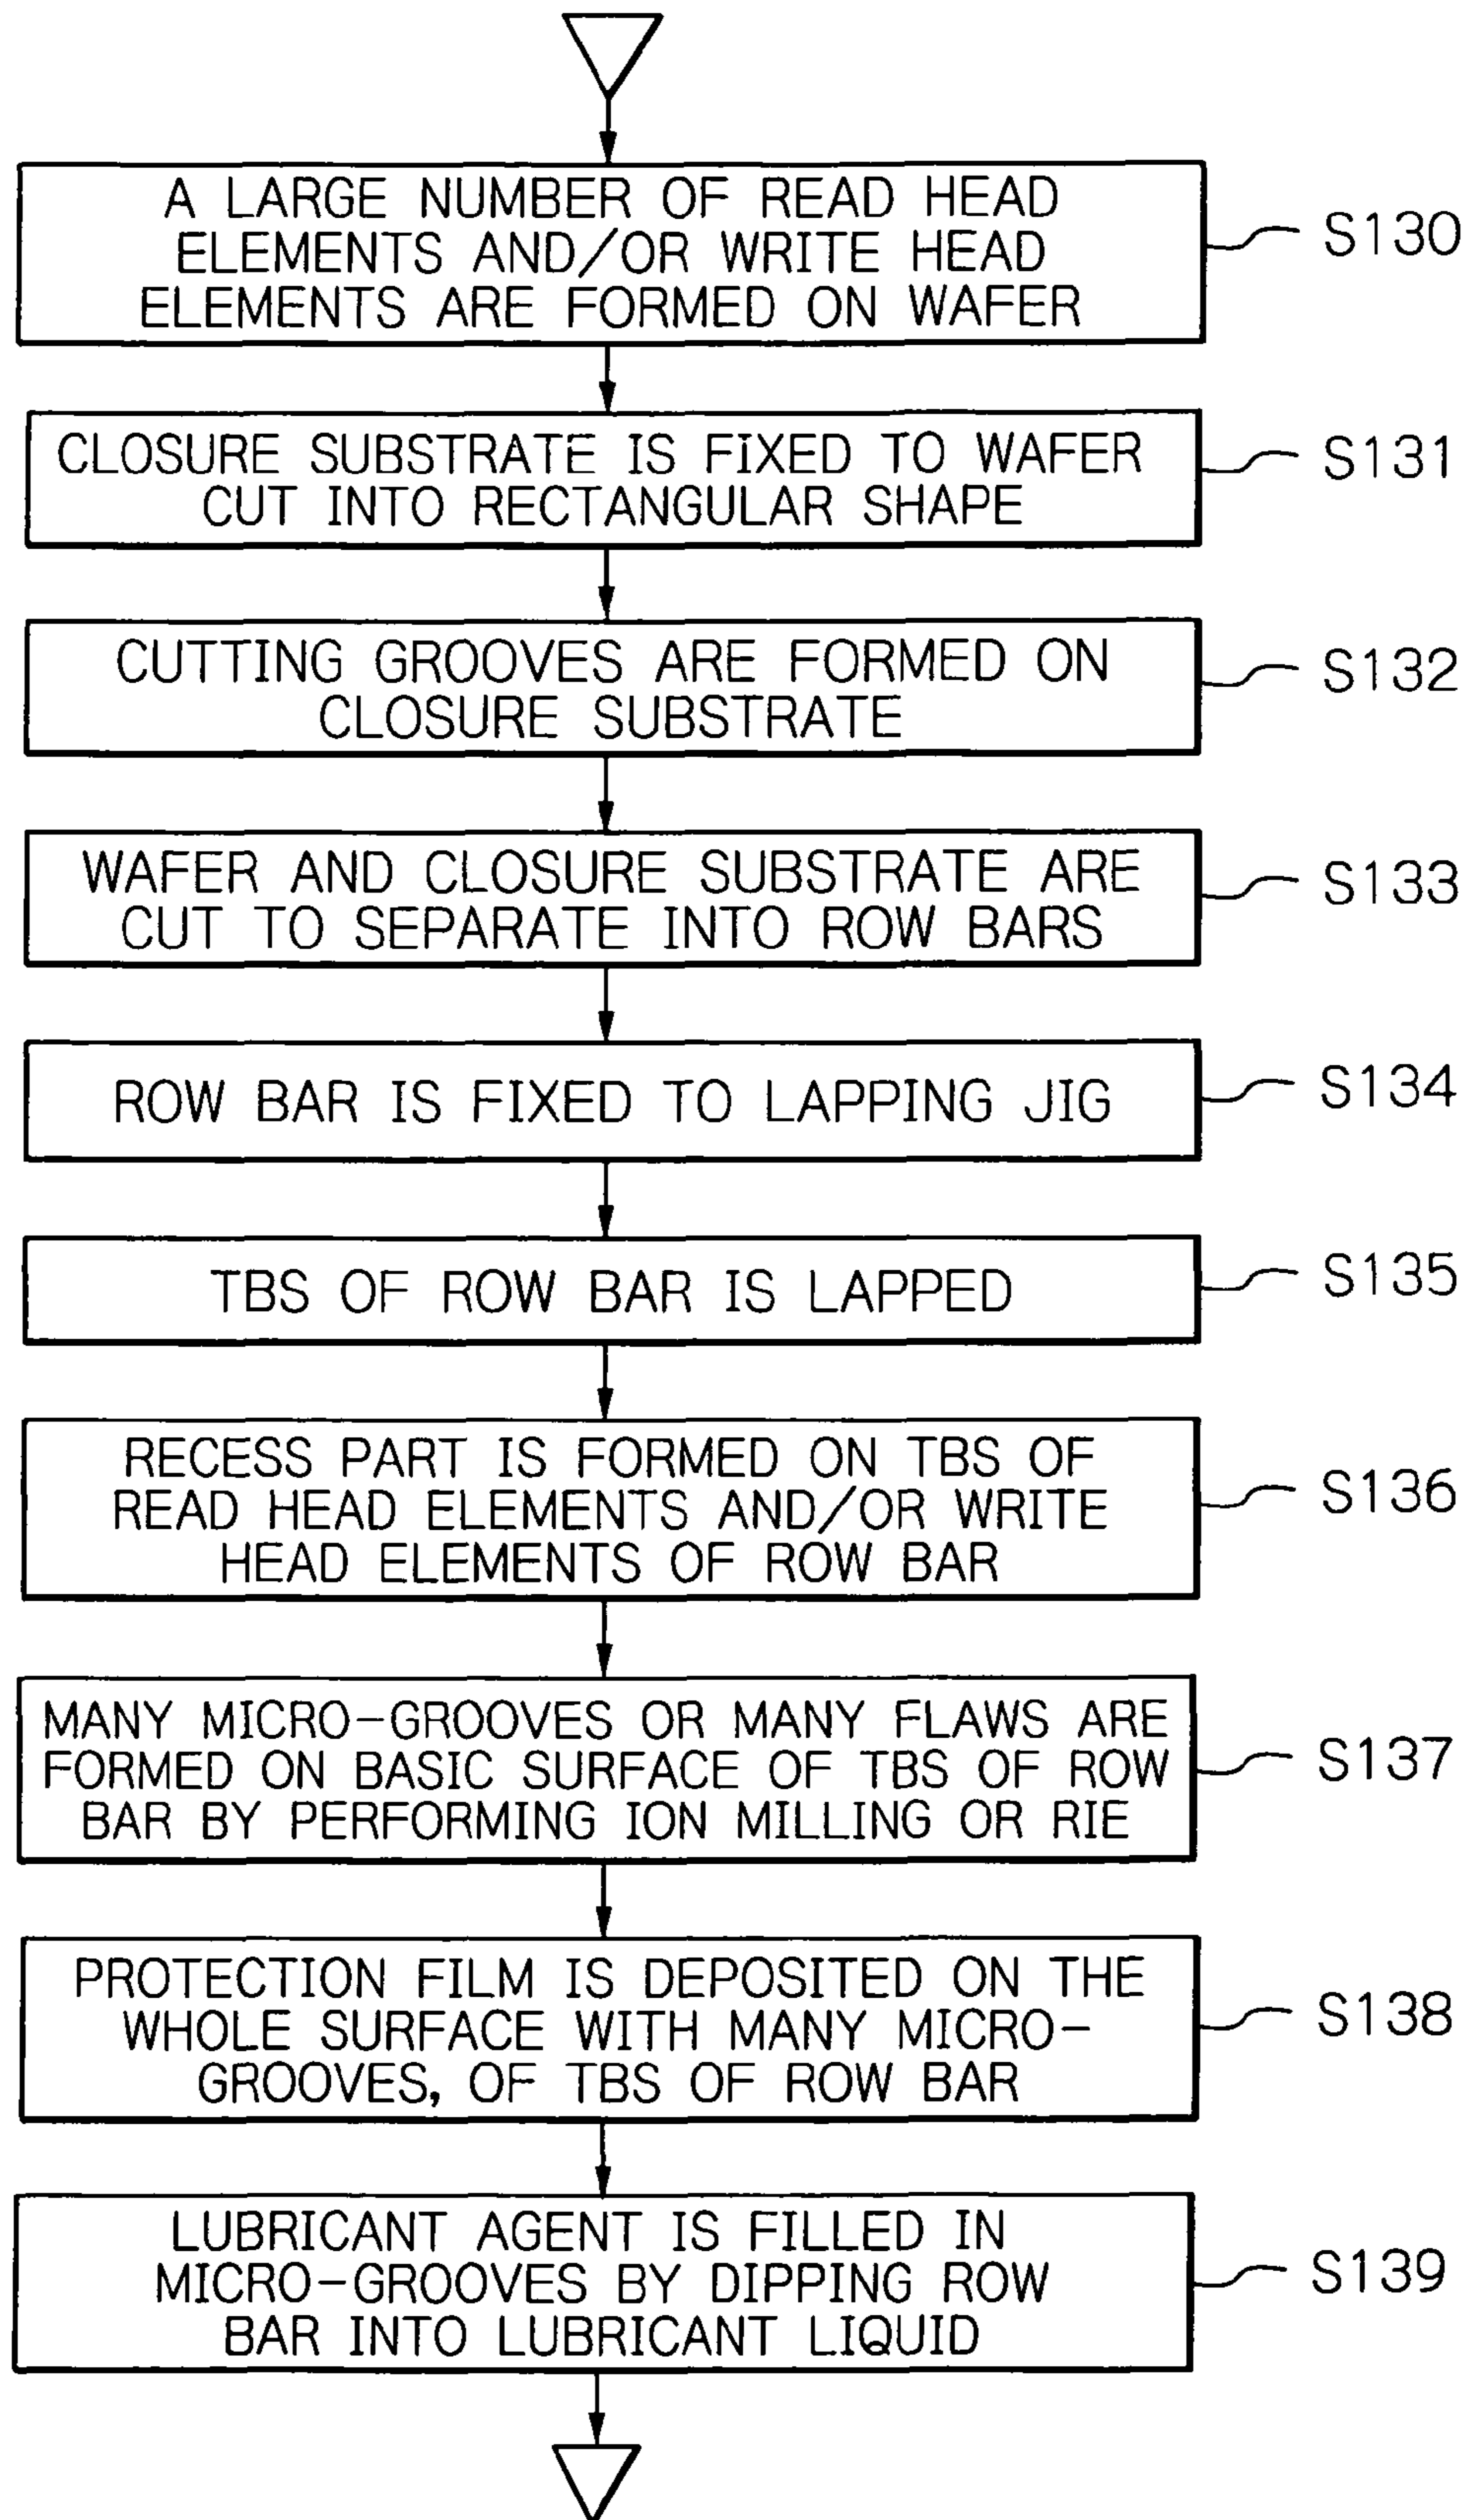 A LARGE NUMBER OF READ HEAD
ELEMENTS AND/OR WRITE HEAD
ELEMENTS ARE FORMED ON WAFER
S130
CLOSURE SUBSTRATE IS FIXED TO WAFER
CUT INTO RECTANGULAR SHAPE
S131
CUTTING GROOVES ARE FORMED ON
CLOSURE SUBSTRATE
S132
WAFER AND CLOSURE SUBSTRATE ARE
CUT TO SEPARATE INTO ROW BARS
S133
ROW BAR IS FIXED TO LAPPING JIG
S134
TBS OF ROW BAR IS LAPPED
S135
RECESS PART IS FORMED ON TBS OF
READ HEAD ELEMENTS AND/OR WRITE
HEAD ELEMENTS OF ROW BAR
S136
MANY MICRO-GROOVES OR MANY FLAWS ARE
FORMED ON BASIC SURFACE OF TBS OF ROW
BAR BY PERFORMING ION MILLING OR RIE
S137
PROTECTION FILM IS DEPOSITED ON THE
WHOLE SURFACE WITH MANY MICRO-
GROOVES, OF TBS OF ROW BAR
S138
LUBRICANT AGENT IS FILLED IN
MICRO-GROOVES BY DIPPING ROW
BAR INTO LUBRICANT LIQUID
S139